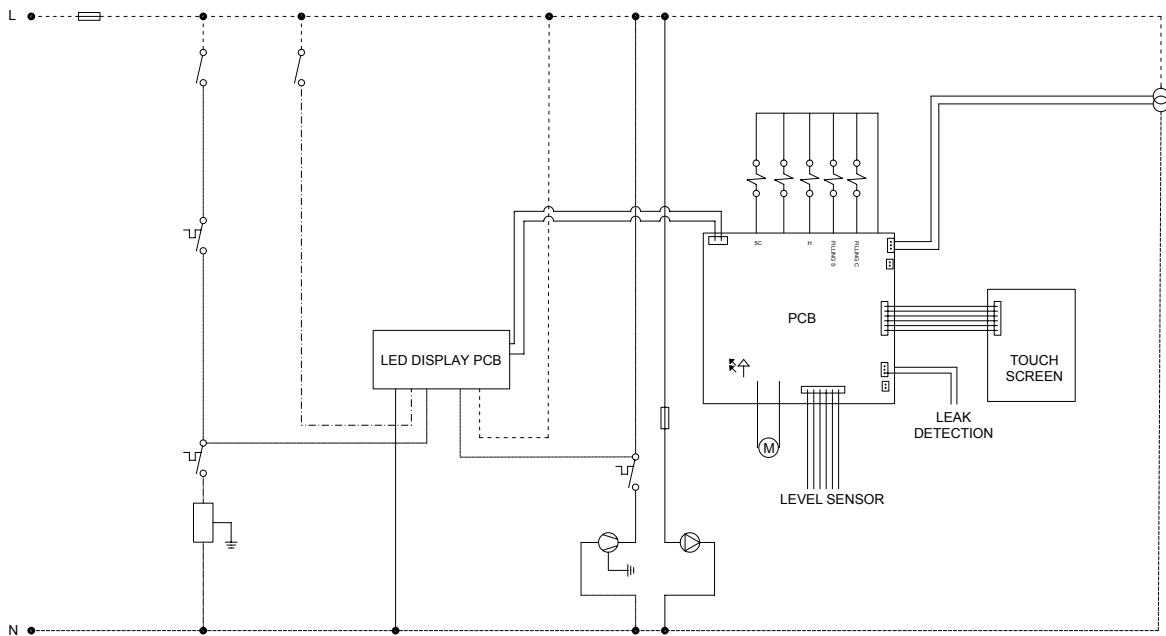 L
SC
H
FILLING S
FILLING C
PCB
LED DISPLAY PCB
TOUCH
SCREEN
LEAK
DETECTION
M
LEVEL SENSOR
N